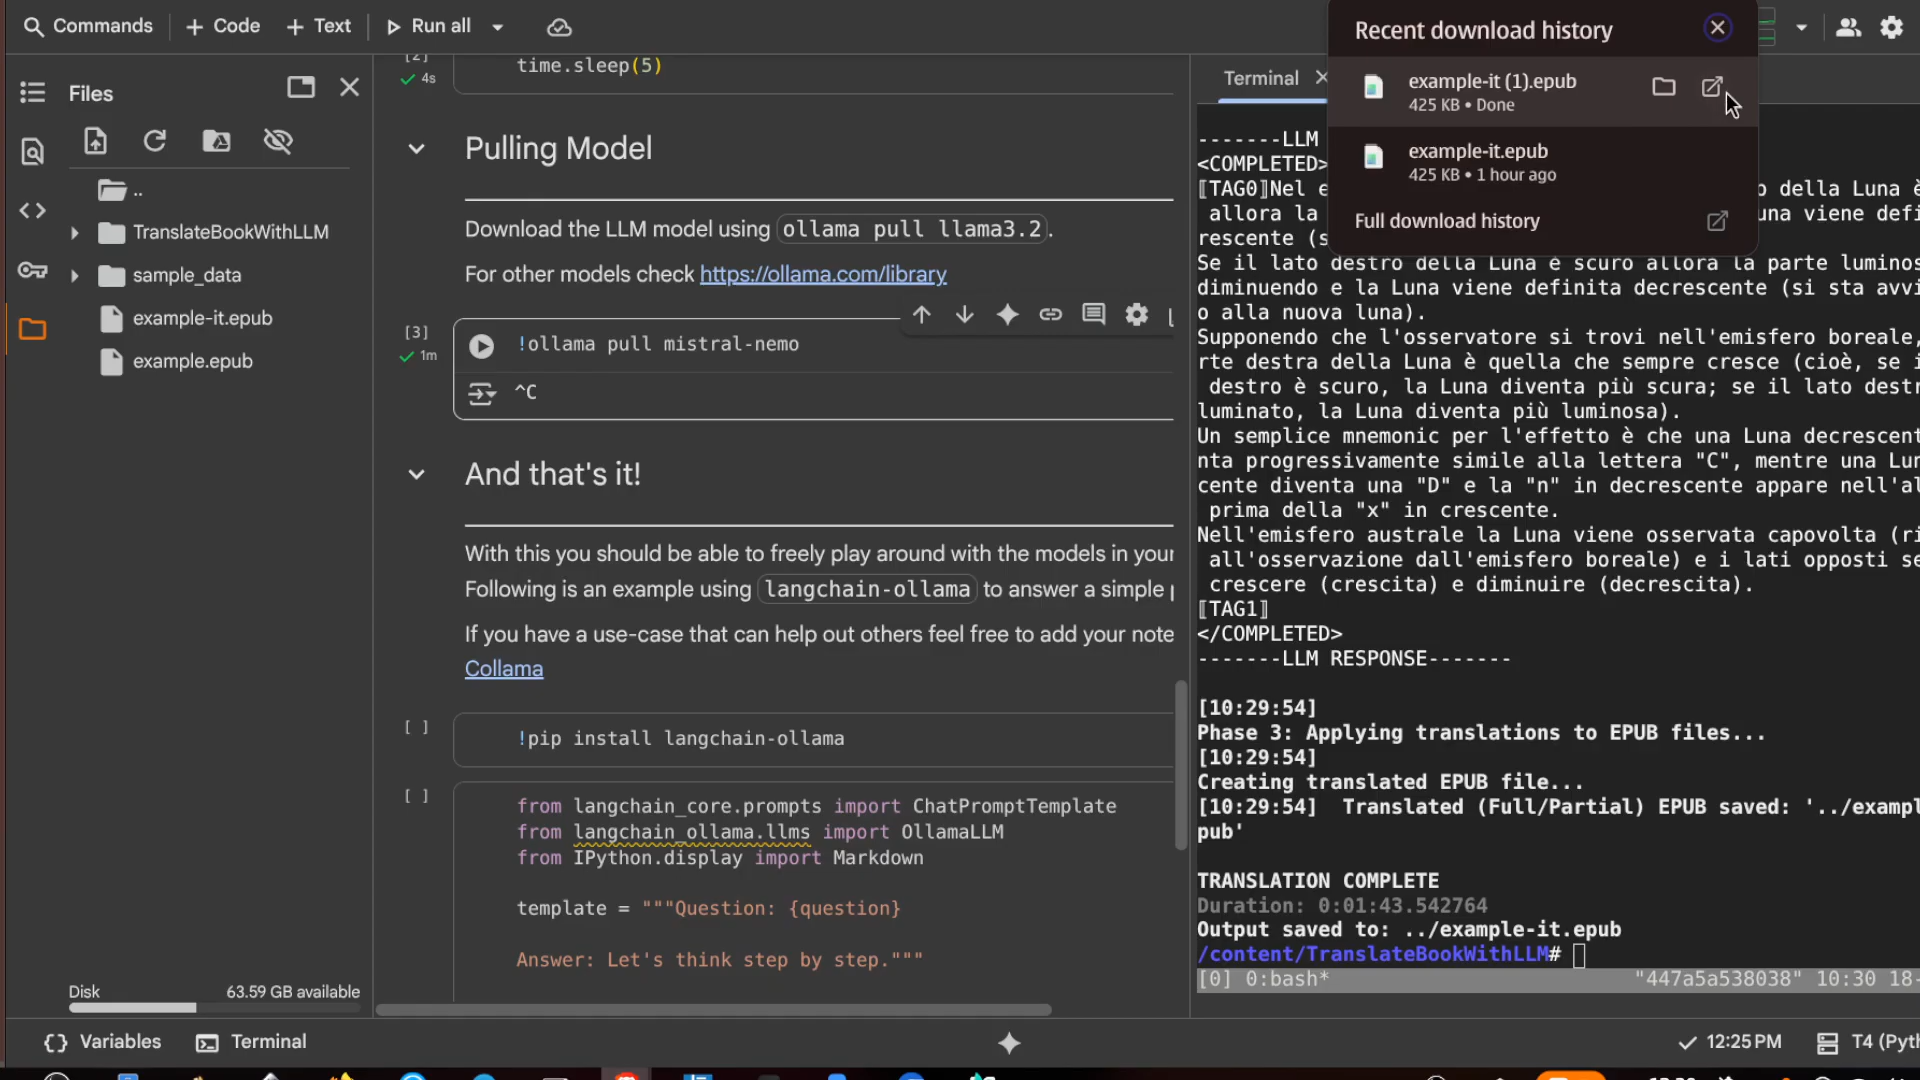 Commands
+ Code
+ Text
Run all
Files
..
TranslateBookWithLLM
sample_data
example-it.epub
example.epub
Disk
63.59 GB available
[2]
4s
time.sleep(5)
Pulling Model
Download the LLM model using ollama pull llama3.2.
For other models check https://ollama.com/library
[3]
1m
!ollama pull mistral-nemo
^C
And that's it!
With this you should be able to freely play around with the models in your
Following is an example using langchain-ollama to answer a simple
If you have a use-case that can help out others feel free to add your note
Collama
[ ]
!pip install langchain-ollama
[ ]
from langchain_core.prompts import ChatPromptTemplate
from langchain_ollama.llms import OllamaLLM
from IPython.display import Markdown
template = """Question: {question}
Answer: Let's think step by step."""
Recent download history
example-it (1).epub
425 KB • Done
example-it.epub
425 KB • 1 hour ago
Full download history
Terminal
-------LLM
<COMPLETED>
⟦TAG0⟧Nel e della Luna è
allora la una viene defi
rescente (s
Se il lato destro della Luna è scuro allora la parte luminos
diminuendo e la Luna viene definita decrescente (si sta avvi
o alla nuova luna).
Supponendo che l'osservatore si trovi nell'emisfero boreale,
rte destra della Luna è quella che sempre cresce (cioè, se i
destro è scuro, la Luna diventa più scura; se il lato dest
luminato, la Luna diventa più luminosa).
Un semplice mnemonic per l'effetto è che una Luna decrescent
nta progressivamente simile alla lettera "C", mentre una Lun
cente diventa una "D" e la "n" in decrescente appare nell'al
prima della "x" in crescente.
Nell'emisfero australe la Luna viene osservata capovolta (ri
all'osservazione dall'emisfero boreale) e i lati opposti se
crescere (crescita) e diminuire (decrescita).
⟦TAG1⟧
</COMPLETED>
-------LLM RESPONSE-------
[10:29:54]
Phase 3: Applying translations to EPUB files...
[10:29:54]
Creating translated EPUB file...
[10:29:54] Translated (Full/Partial) EPUB saved: '../exampl
pub'
TRANSLATION COMPLETE
Duration: 0:01:43.542764
Output saved to: ../example-it.epub
/content/TranslateBookWithLLM#
[0] 0:bash* "447a5a538038" 10:30 18-
Variables
Terminal
12:25 PM
T4 (Pyth